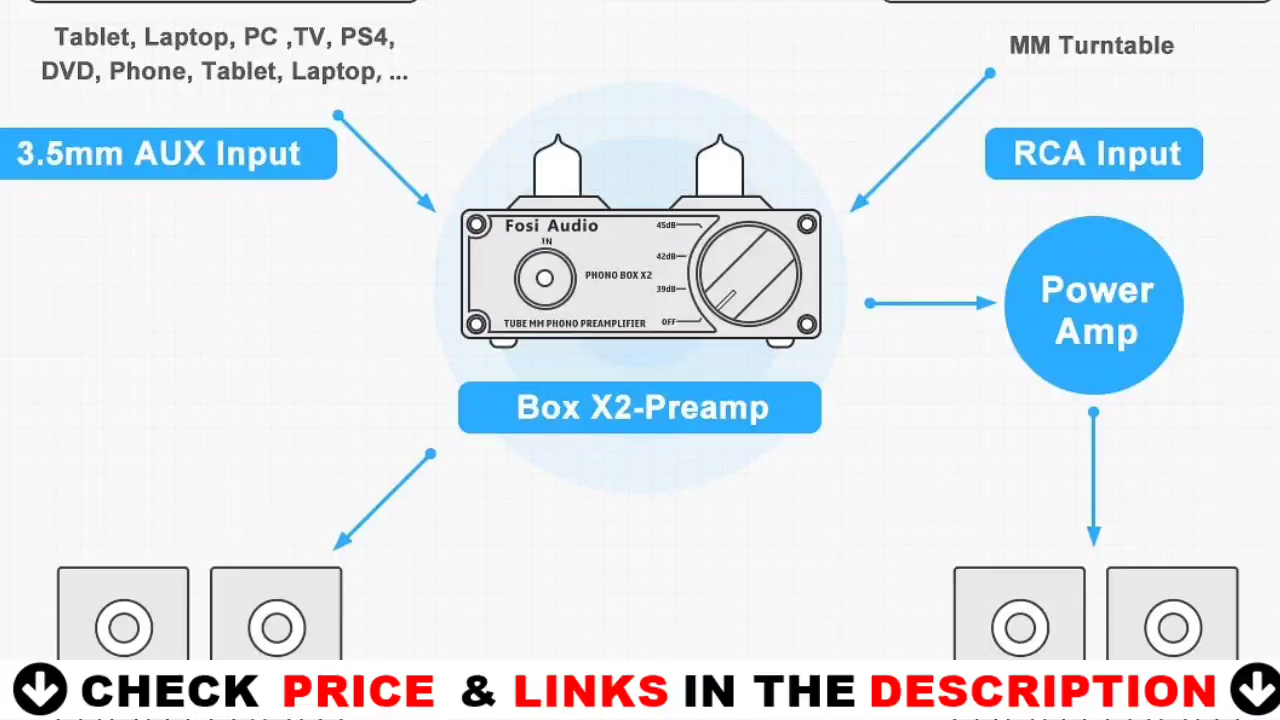 Tablet, Laptop, PC ,TV, PS4,
DVD, Phone, Tablet, Laptop, ...
MM Turntable
3.5mm AUX Input
RCA Input
Fosi Audio
IN
PHONO BOX X2
TUBE MM PHONO PREAMPLIFIER
45dB
42dB
39dB
OFF
Power
Amp
Box X2-Preamp
CHECK PRICE & LINKS IN THE DESCRIPTION